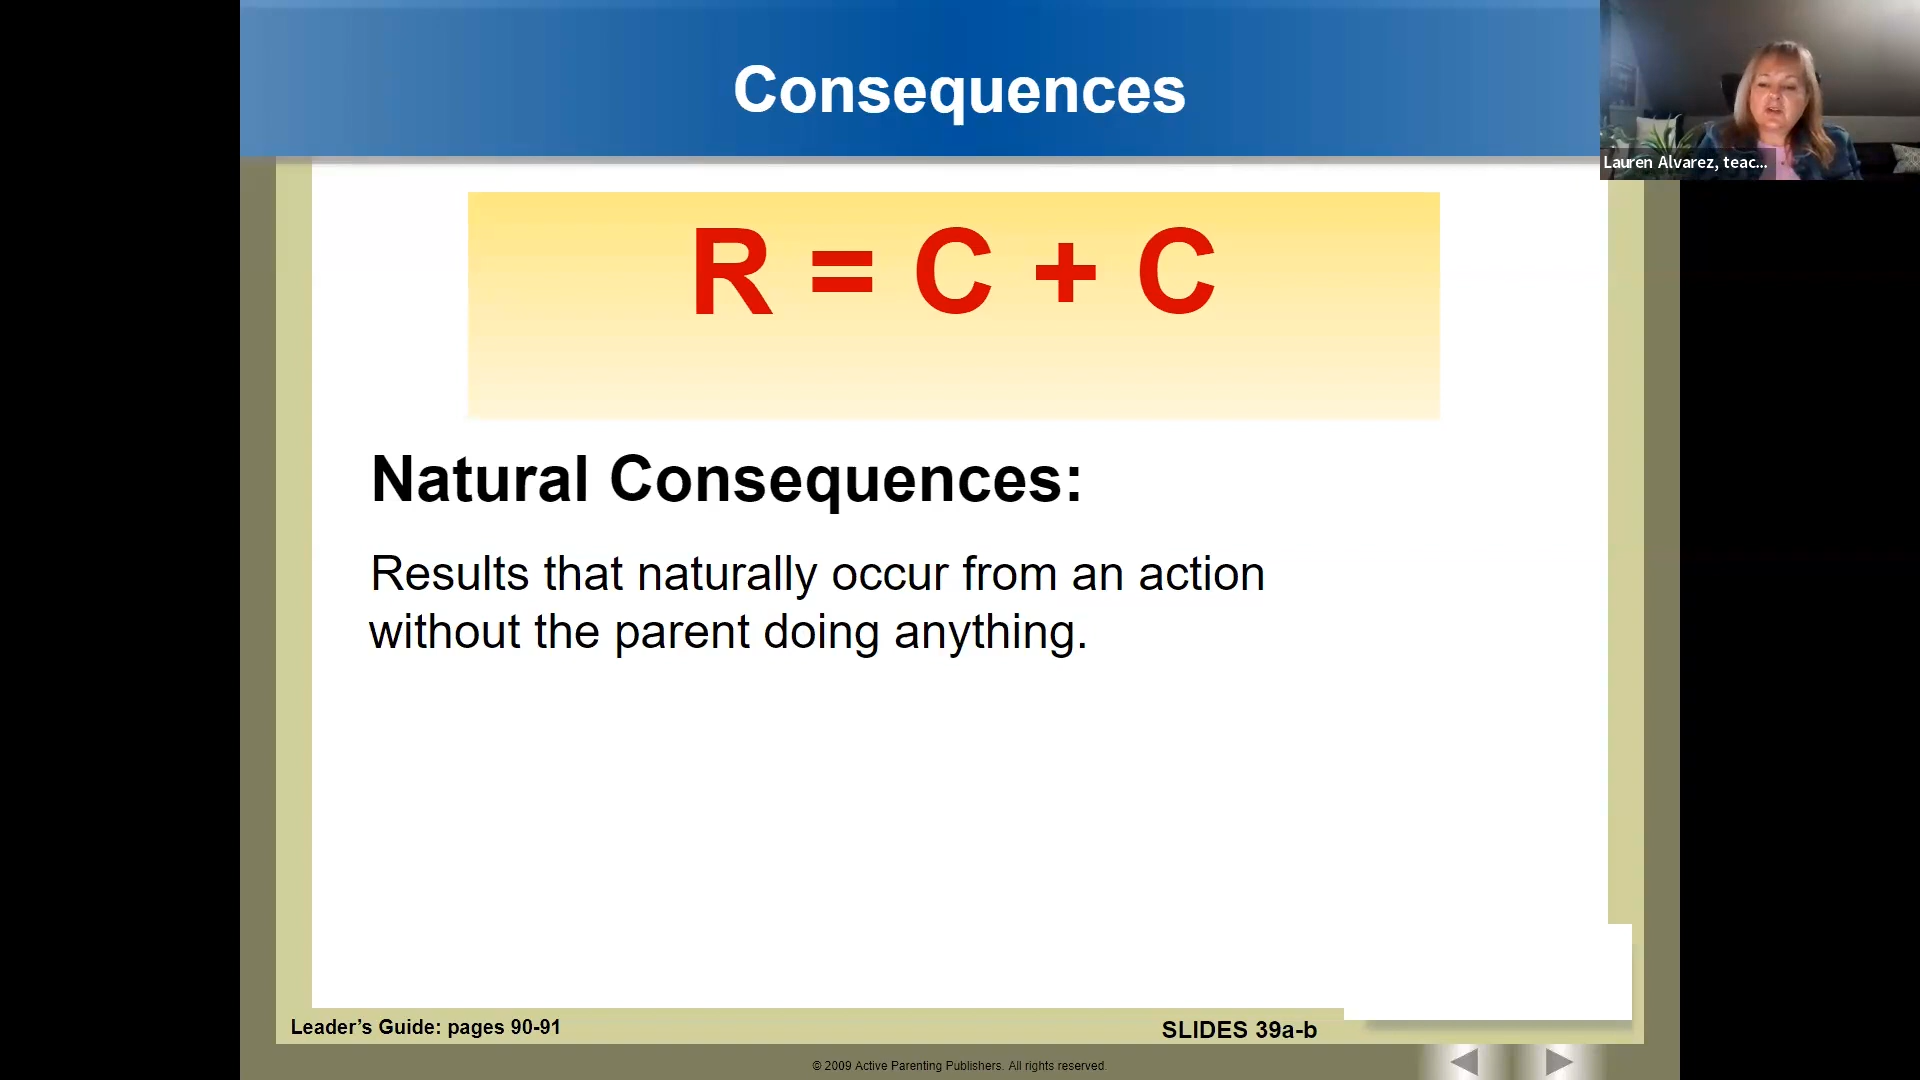 Consequences
Lauren Alvarez, teac...
R = C + C
Natural Consequences:
Results that naturally occur from an action
without the parent doing anything.
Leader’s Guide: pages 90-91
SLIDES 39a-b
© 2009 Active Parenting Publishers. All rights reserved.